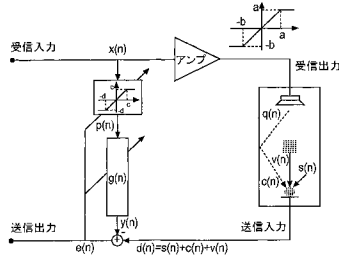 a
-b
a
-b
受信入力
x(n)
アンプ
受信出力
-d
c
-d
p(n)
q(n)
g(n)
v(n)
s(n)
c(n)
y(n)
送信出力
送信入力
e(n)
d(n)=s(n)+c(n)+v(n)